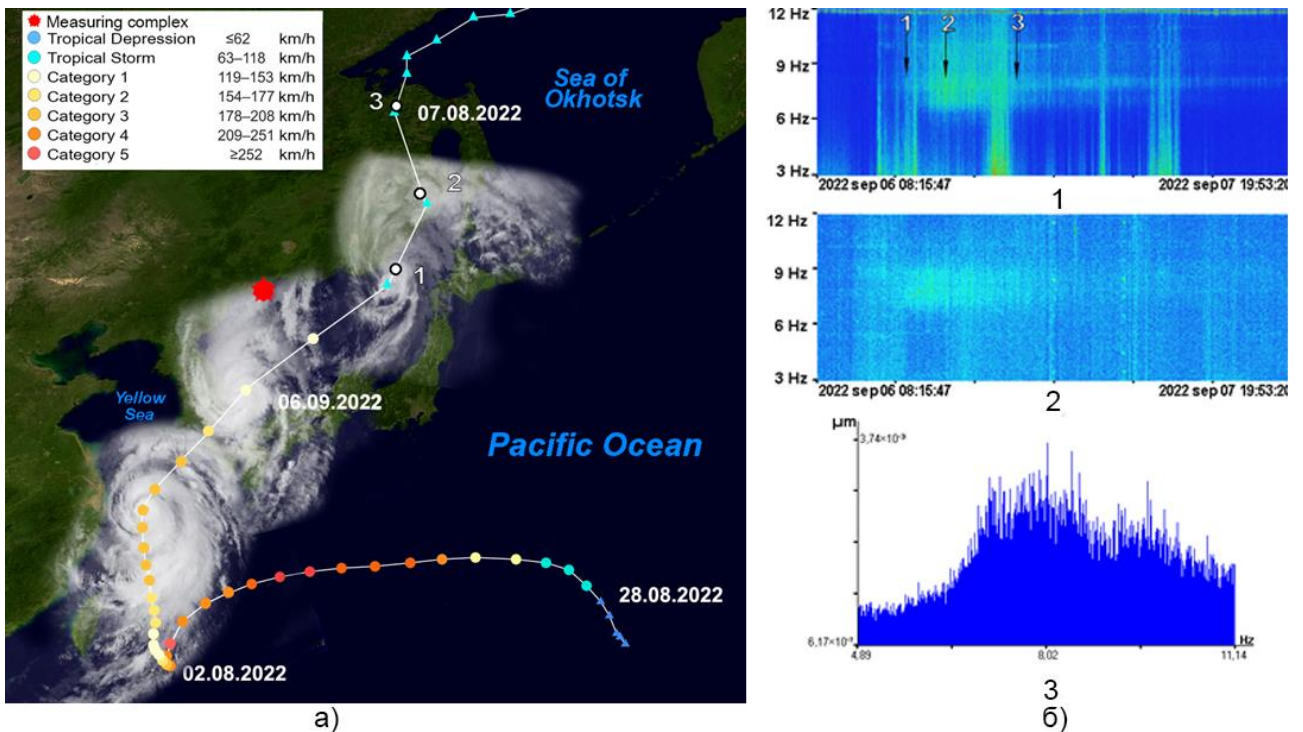 Measuring complex
Tropical Depression ≤62 km/h
Tropical Storm 63–118 km/h
Category 1 119–153 km/h
Category 2 154–177 km/h
Category 3 178–208 km/h
Category 4 209–251 km/h
Category 5 ≥252 km/h
Sea of
Okhotsk
3
07.08.2022
2
1
Yellow
Sea
06.09.2022
Pacific Ocean
28.08.2022
02.08.2022
а)
12 Hz
1 2 3
9 Hz
6 Hz
3 Hz
2022 sep 06 08:15:47 2022 sep 07 19:53:20
1
12 Hz
9 Hz
6 Hz
3 Hz
2022 sep 06 08:15:47 2022 sep 07 19:53:20
2
µm
3,74×10⁻³
6,17×10⁻³
Hz
4,89 8,02 11,14
3
б)